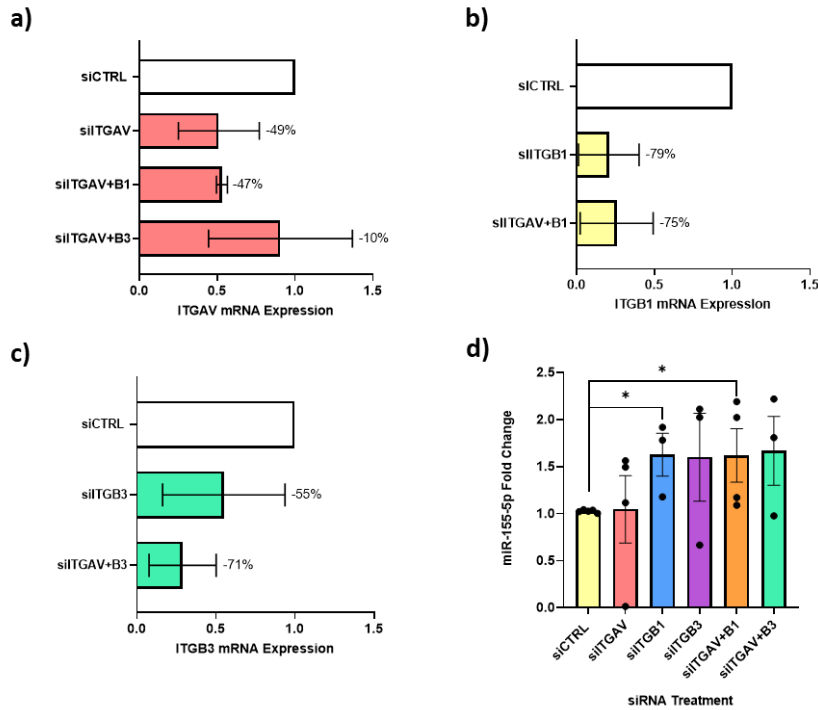 a)
siCTRL
siITGAV
-49%
siITGAV+B1
-47%
siITGAV+B3
-10%
0.0 0.5 1.0 1.5
ITGAV mRNA Expression
b)
siCTRL
siITGB1
-79%
siITGAV+B1
-75%
0.0 0.5 1.0 1.5
ITGB1 mRNA Expression
c)
siCTRL
siITGB3
-55%
siITGAV+B3
-71%
0.0 0.5 1.0 1.5
ITGB3 mRNA Expression
d)
miR-155-5p Fold Change
2.5
2.0
1.5
1.0
0.5
0.0
*
*
siCTRL
siITGAV
siITGB1
siITGB3
siITGAV+B1
siITGAV+B3
siRNA Treatment